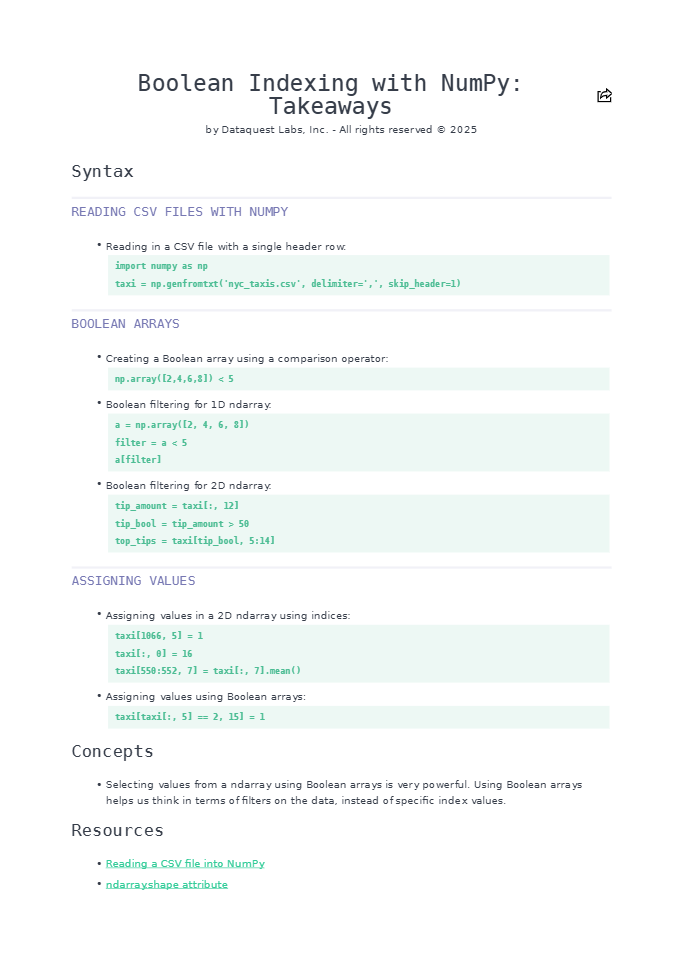 Boolean Indexing with NumPy:
Takeaways
by Dataquest Labs, Inc. - All rights reserved © 2025
Syntax
READING CSV FILES WITH NUMPY
• Reading in a CSV file with a single header row:
import numpy as np
taxi = np.genfromtxt('nyc_taxis.csv', delimiter=',', skip_header=1)
BOOLEAN ARRAYS
• Creating a Boolean array using a comparison operator:
np.array([2,4,6,8]) < 5
• Boolean filtering for 1D ndarray:
a = np.array([2, 4, 6, 8])
filter = a < 5
a[filter]
• Boolean filtering for 2D ndarray:
tip_amount = taxi[:, 12]
tip_bool = tip_amount > 50
top_tips = taxi[tip_bool, 5:14]
ASSIGNING VALUES
• Assigning values in a 2D ndarray using indices:
taxi[1066, 5] = 1
taxi[:, 0] = 16
taxi[550:552, 7] = taxi[:, 7].mean()
• Assigning values using Boolean arrays:
taxi[taxi[:, 5] == 2, 15] = 1
Concepts
• Selecting values from a ndarray using Boolean arrays is very powerful. Using Boolean arrays
helps us think in terms of filters on the data, instead of specific index values.
Resources
• Reading a CSV file into NumPy
• ndarray.shape attribute